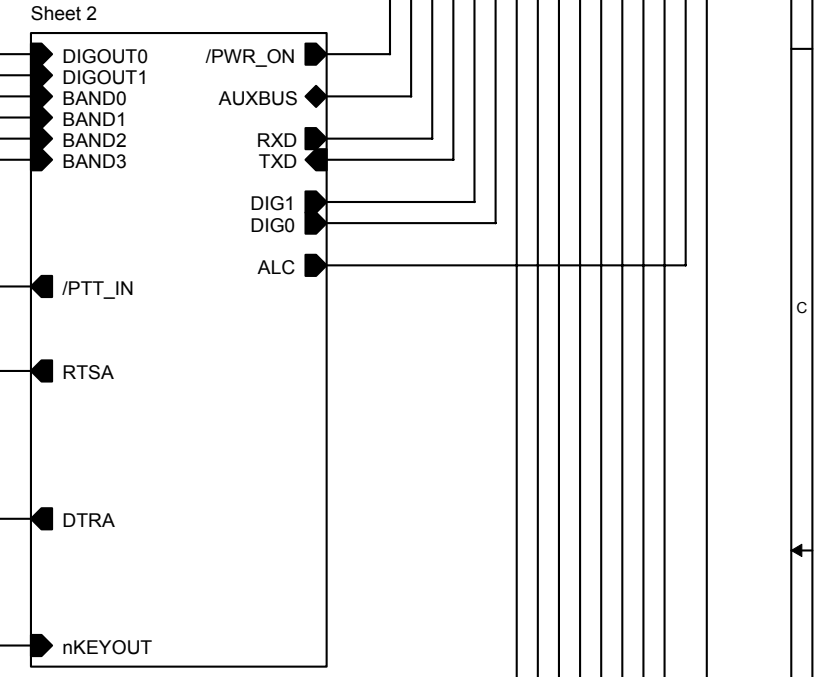 Sheet 2
DIGOUT0 /PWR_ON
DIGOUT1
BAND0 AUXBUS
BAND1
BAND2 RXD
BAND3 TXD
DIG1
DIG0
ALC
/PTT_IN
C
RTSA
DTRA
nKEYOUT